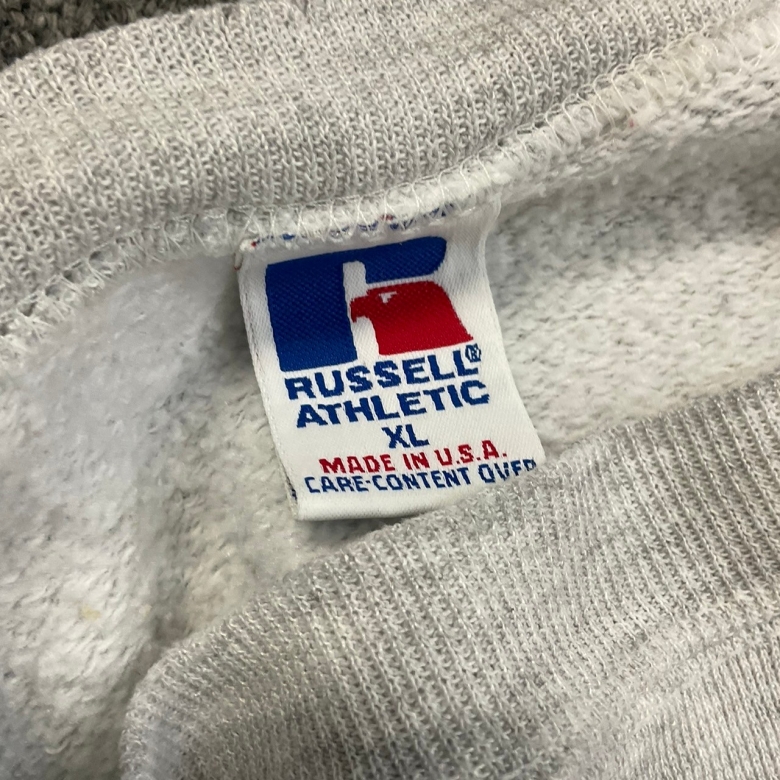 RUSSELL®
ATHLETIC
XL
MADE IN U.S.A.
CARE-CONTENT OVER